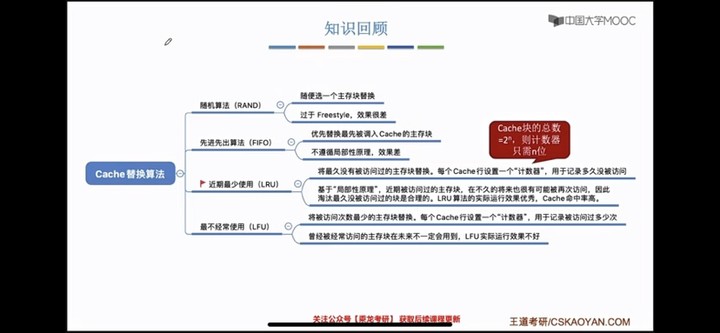 知识回顾
中国大学MOOC
Cache替换算法
随机算法（RAND）
随便选一个主存块替换
过于 Freestyle，效果很差
先进先出算法（FIFO）
优先替换最先被调入Cache的主存块
不遵循局部性原理，效果差
Cache块的总数
=2ⁿ，则计数器
只需n位
近期最少使用（LRU）
将最久没有被访问过的主存块替换。每个Cache行设置一个“计数器”，用于记录多久没被访问
基于“局部性原理”，近期被访问过的主存块，在不久的将来也很有可能被再次访问，因此
淘汰最久没被访问过的块是合理的。LRU算法的实际运行效果优秀，Cache命中率高。
最不经常使用（LFU）
将被访问次数最少的主存块替换。每个Cache行设置一个“计数器”，用于记录被访问过多少次
曾经被经常访问的主存块在未来不一定会用到，LFU实际运行效果不好
关注公众号【乘龙考研】 获取后续课程更新
王道考研/CSKAOYAN.COM